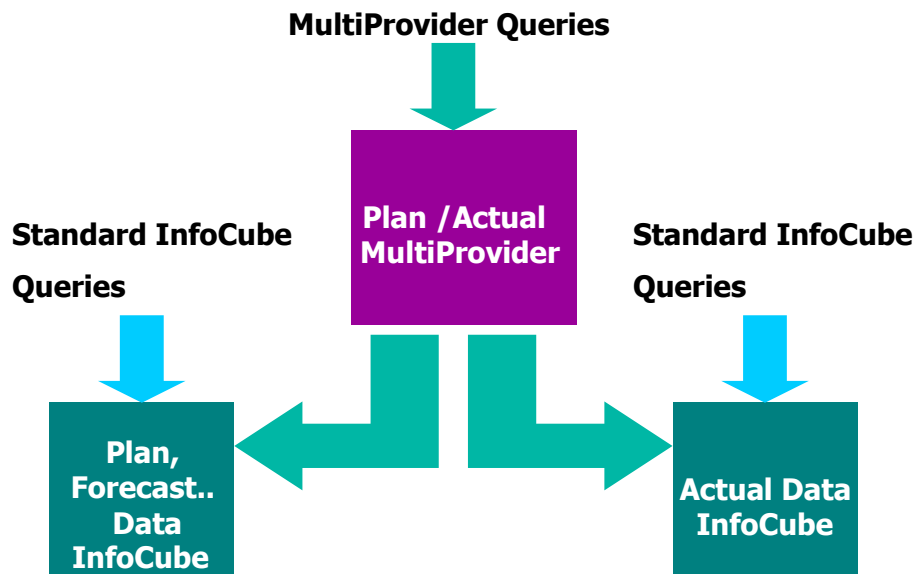 MultiProvider Queries
Plan /Actual
MultiProvider
Standard InfoCube
Queries
Standard InfoCube
Queries
Plan,
Forecast..
Data
InfoCube
Actual Data
InfoCube